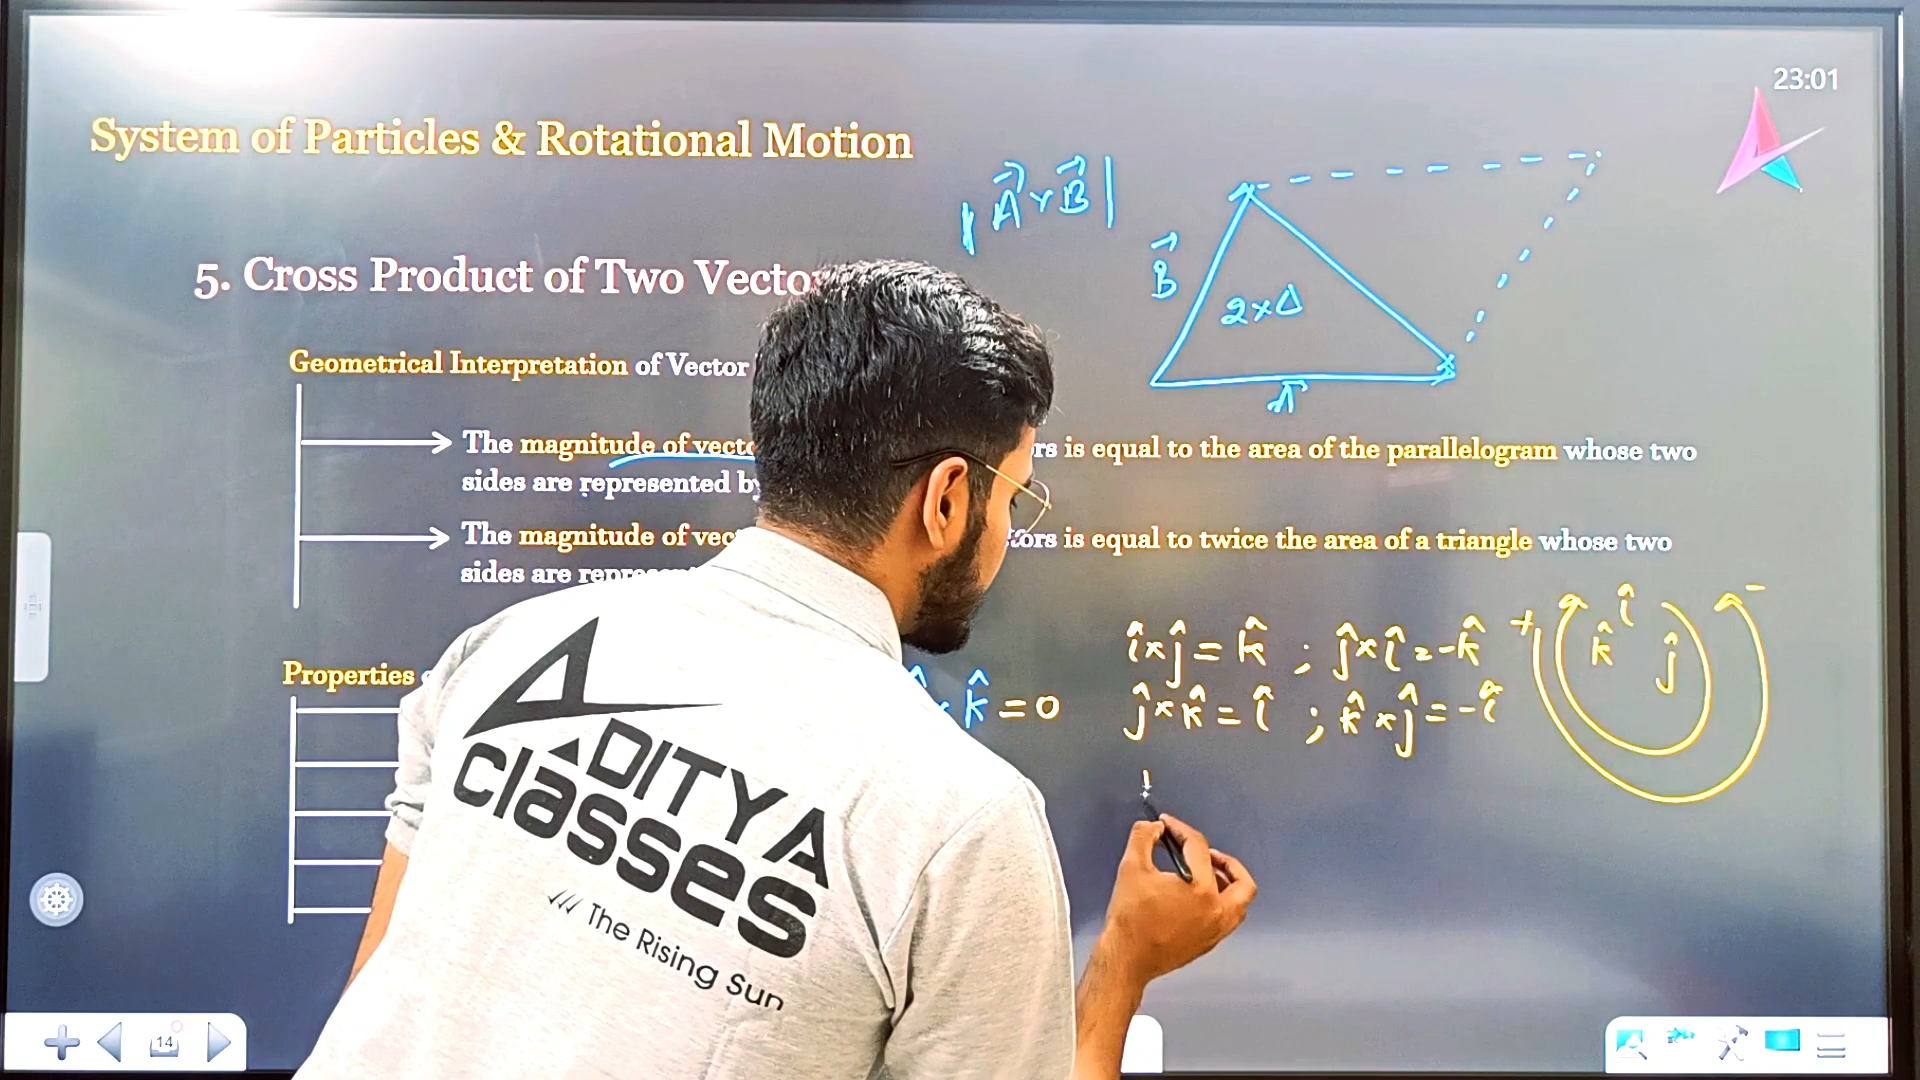 23:01
System of Particles & Rotational Motion
|A⃗×B⃗|
5. Cross Product of Two Vecto
B⃗
2×Δ
A⃗
Geometrical Interpretation of Vector
The magnitude of vecto rs is equal to the area of the parallelogram whose two
sides are represented by
The magnitude of vec tors is equal to twice the area of a triangle whose two
sides are repres
î×ĵ = k̂ ; ĵ×î = -k̂
+ î -
k̂ ĵ
Properties
× k̂ = 0
ĵ×k̂ = î ; k̂×ĵ = -î
ADITYA
classes
The Rising Sun
14